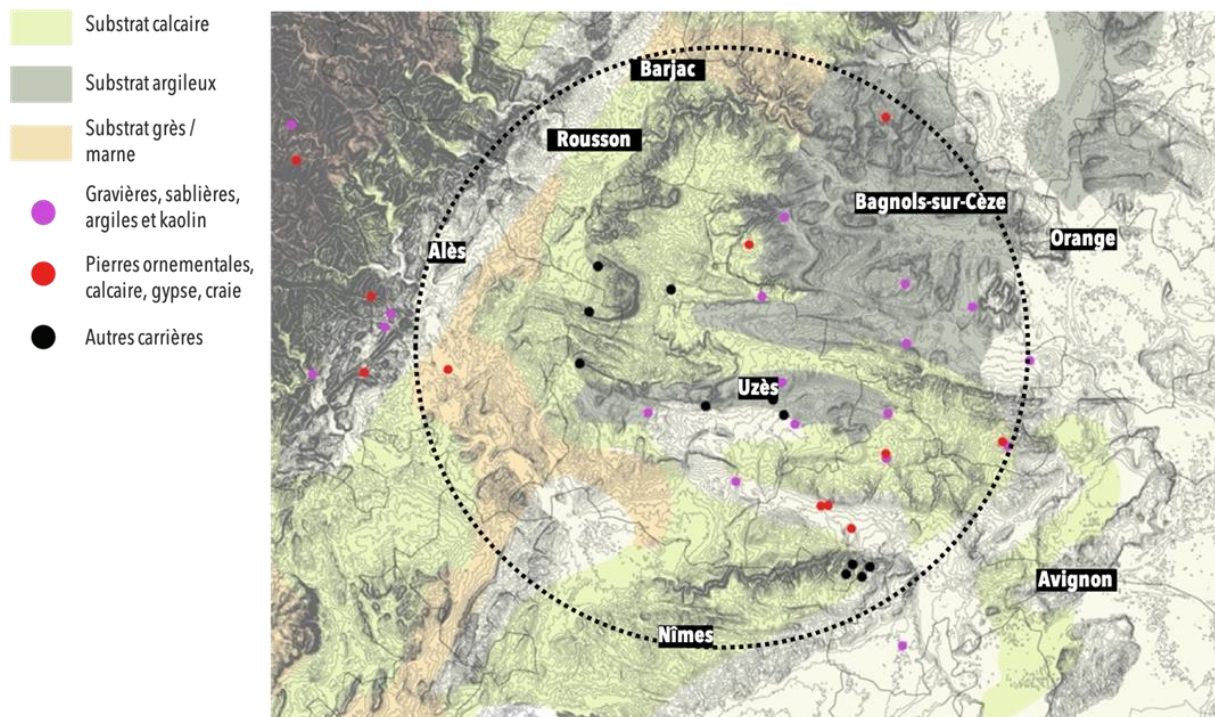 Substrat calcaire
Substrat argileux
Substrat grès /
marne
Gravières, sablières,
argiles et kaolin
Pierres ornementales,
calcaire, gypse, craie
Autres carrières
Barjac
Rousson
Bagnols-sur-Cèze
Orange
Alès
Uzès
Avignon
Nîmes